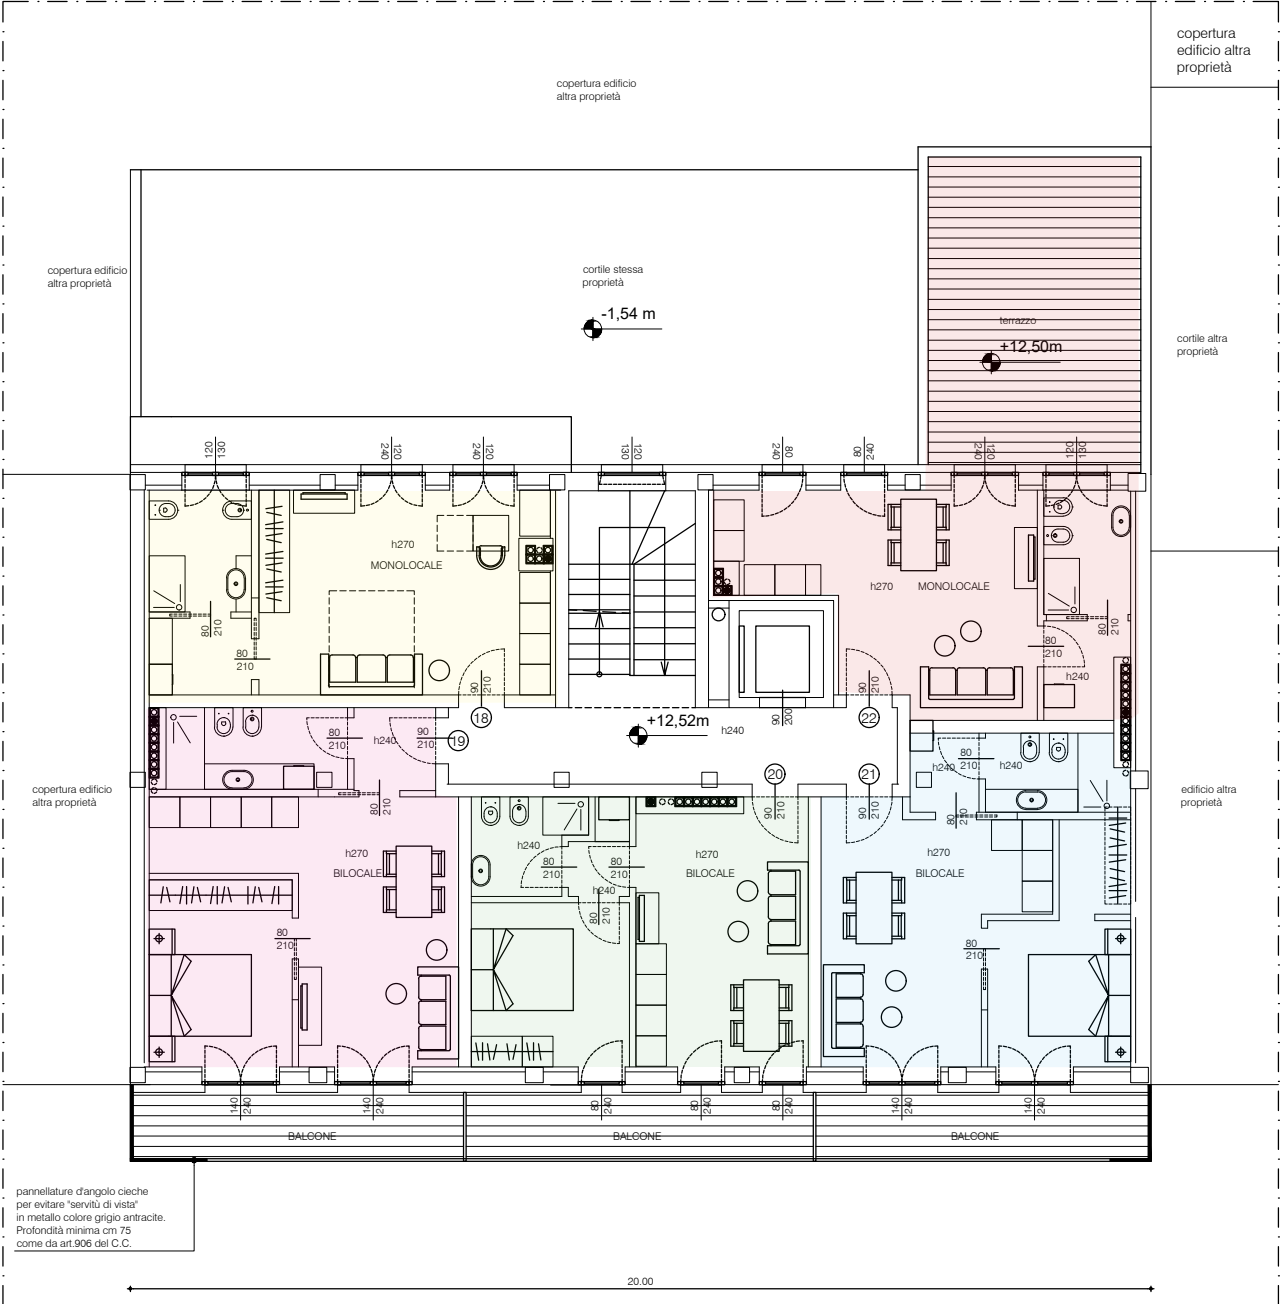 copertura
edificio altra
proprietà
copertura edificio
altra proprietà
copertura edificio
altra proprietà
cortile stessa
proprietà
-1,54 m
terrazzo
+12,50m
cortile altra
proprietà
120
130
240
120
240
120
130
120
240
80
80
240
240
120
120
130
h270
MONOLOCALE
h270
MONOLOCALE
80
210
80
210
80
210
80
210
h240
90
210
90
210
90
200
18
22
+12,52m
h240
80
210
h240
90
210
19
20
21
80
210
90
210
90
210
h240
80
210
h240
80
210
copertura edificio
altra proprietà
edificio altra
proprietà
h270
BILOCALE
h240
80
210
80
210
h240
80
210
h270
BILOCALE
h270
BILOCALE
80
210
80
210
140
240
140
240
80
240
80
240
80
240
140
240
140
240
BALCONE
BALCONE
BALCONE
pannellature d'angolo cieche
per evitare "servitù di vista"
in metallo colore grigio antracite.
Profondità minima cm 75
come da art.906 del C.C.
20.00